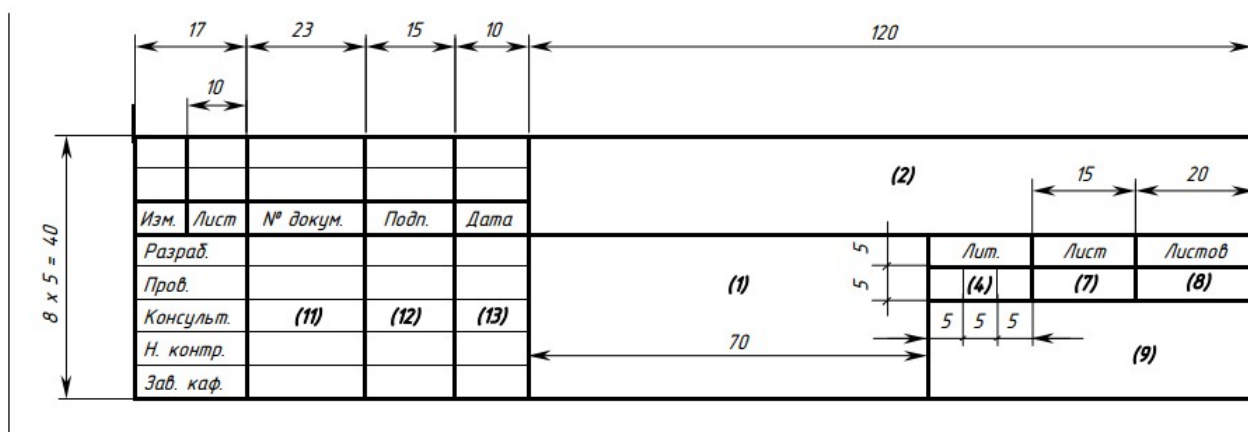 17 23 15 10 120
10
(2) 15 20
Изм. Лист № докум. Подп. Дата
8 x 5 = 40
Разраб. 5 Лит. Лист Листов
Пров. (1) 5 (4) (7) (8)
Консульт. (11) (12) (13) 5 5 5
Н. контр. 70 (9)
Зав. каф.